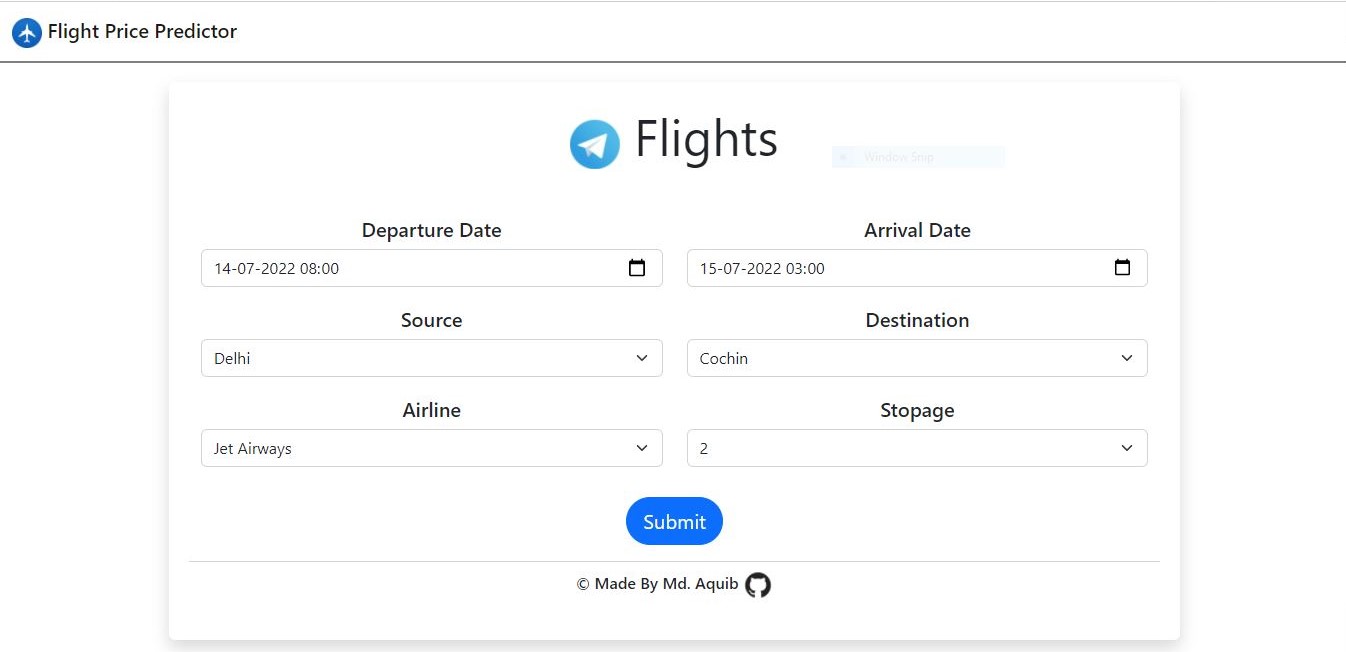 Flight Price Predictor
Flights
Window Snip
Departure Date
Arrival Date
14-07-2022 08:00
15-07-2022 03:00
Source
Destination
Delhi
Cochin
Airline
Stopage
Jet Airways
2
Submit
© Made By Md. Aquib